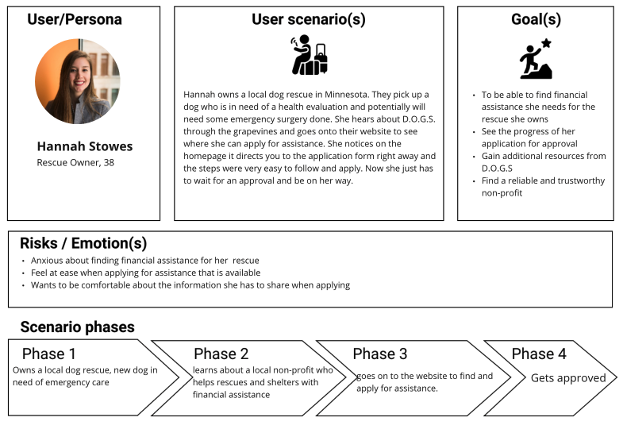 User/Persona
Hannah Stowes
Rescue Owner, 38
User scenario(s)
Hannah owns a local dog rescue in Minnesota. They pick up a
dog who is in need of a health evaluation and potentially will
need some emergency surgery done. She hears about D.O.G.S.
through the grapevines and goes onto their website to see
where she can apply for assistance. She notices on the
homepage it directs you to the application form right away and
the steps were very easy to follow and apply. Now she just has
to wait for an approval and be on her way.
Goal(s)
• To be able to find financial
assistance she needs for the
rescue she owns
• See the progress of her
application for approval
• Gain additional resources from
D.O.G.S
• Find a reliable and trustworthy
non-profit
Risks / Emotion(s)
• Anxious about finding financial assistance for her rescue
• Feel at ease when applying for assistance that is available
• Wants to be comfortable about the information she has to share when applying
Scenario phases
Phase 1
Owns a local dog rescue, new dog in
need of emergency care
Phase 2
learns about a local non-profit who
helps rescues and shelters with
financial assistance
Phase 3
goes on to the website to find and
apply for assistance.
Phase 4
Gets approved